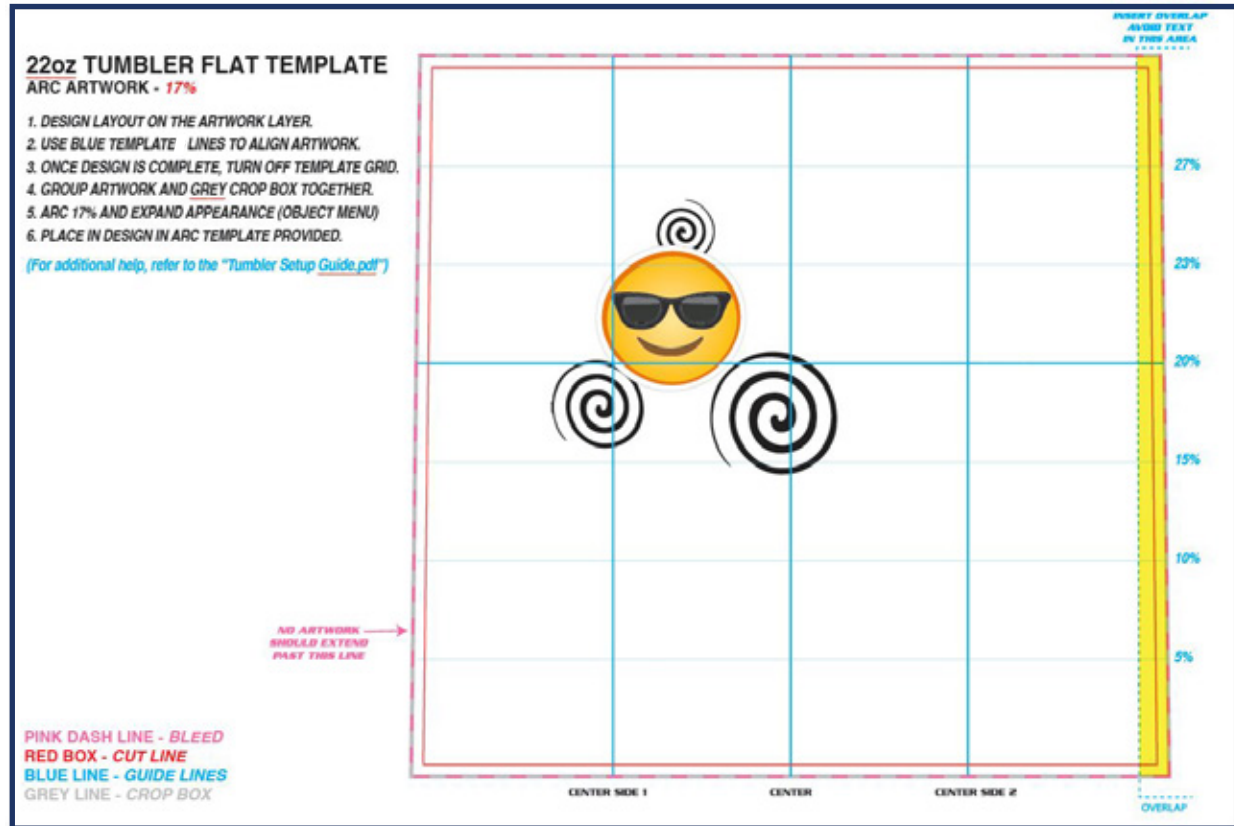 INSERT OVERLAP
AVOID TEXT
IN THIS AREA
22oz TUMBLER FLAT TEMPLATE
ARC ARTWORK - 17%
1. DESIGN LAYOUT ON THE ARTWORK LAYER.
2. USE BLUE TEMPLATE LINES TO ALIGN ARTWORK.
3. ONCE DESIGN IS COMPLETE, TURN OFF TEMPLATE GRID.
4. GROUP ARTWORK AND GREY CROP BOX TOGETHER.
5. ARC 17% AND EXPAND APPEARANCE (OBJECT MENU)
6. PLACE IN DESIGN IN ARC TEMPLATE PROVIDED.
(For additional help, refer to the "Tumbler Setup Guide.pdf")
27%
23%
20%
15%
10%
5%
NO ARTWORK
SHOULD EXTEND
PAST THIS LINE
PINK DASH LINE - BLEED
RED BOX - CUT LINE
BLUE LINE - GUIDE LINES
GREY LINE - CROP BOX
CENTER SIDE 1
CENTER
CENTER SIDE 2
OVERLAP